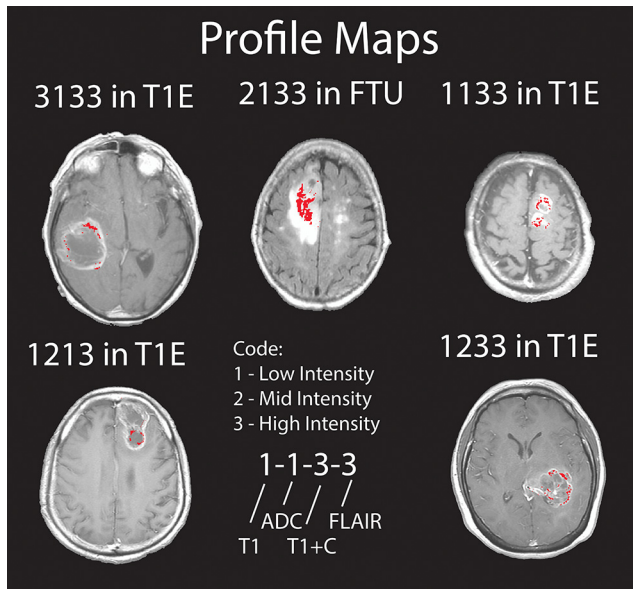 Profile Maps
3133 in T1E
2133 in FTU
1133 in T1E
1213 in T1E
Code:
1 - Low Intensity
2 - Mid Intensity
3 - High Intensity
1233 in T1E
1-1-3-3
ADC
FLAIR
T1
T1+C